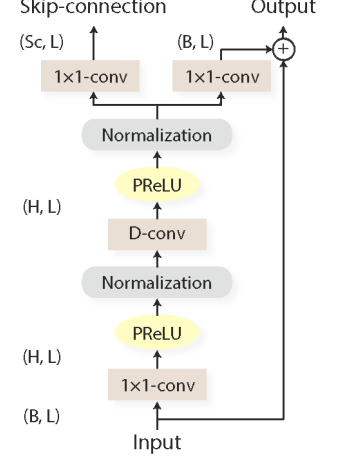 Skip-connection Output
(Sc, L) (B, L)
+
1×1-conv 1×1-conv
Normalization
PReLU
(H, L)
D-conv
Normalization
PReLU
(H, L)
1×1-conv
(B, L)
Input